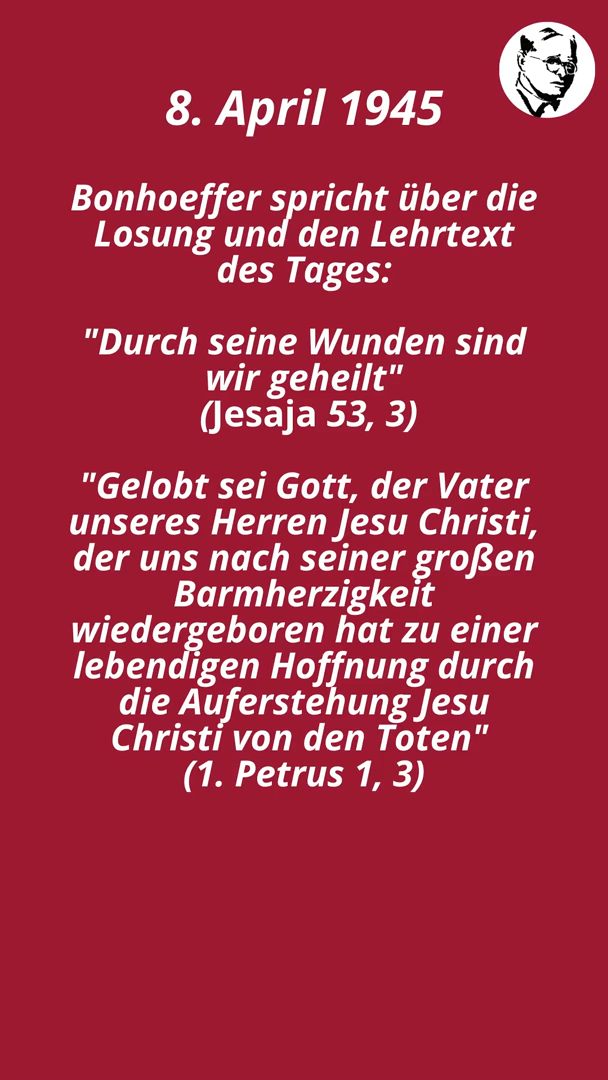 8. April 1945
Bonhoeffer spricht über die
Losung und den Lehrtext
des Tages:
"Durch seine Wunden sind
wir geheilt"
(Jesaja 53, 3)
"Gelobt sei Gott, der Vater
unseres Herren Jesu Christi,
der uns nach seiner großen
Barmherzigkeit
wiedergeboren hat zu einer
lebendigen Hoffnung durch
die Auferstehung Jesu
Christi von den Toten"
(1. Petrus 1, 3)